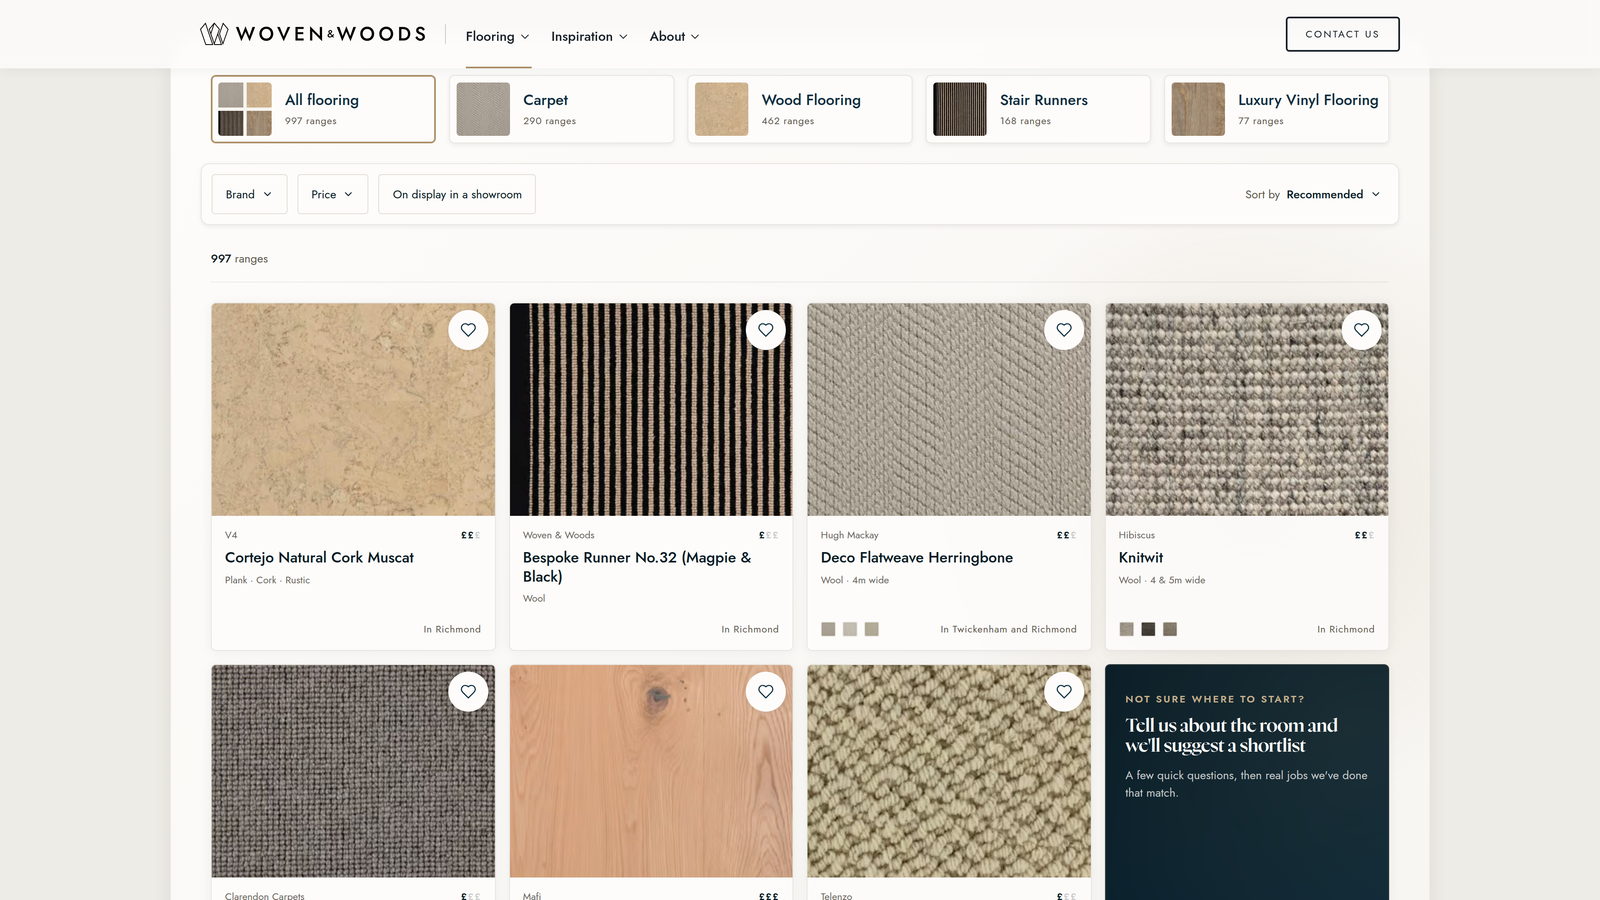 WOVEN&WOODS
Flooring
Inspiration
About
CONTACT US
All flooring
997 ranges
Carpet
290 ranges
Wood Flooring
462 ranges
Stair Runners
168 ranges
Luxury Vinyl Flooring
77 ranges
Brand
Price
On display in a showroom
Sort by Recommended
997 ranges
V4
£££
Cortejo Natural Cork Muscat
Plank · Cork · Rustic
In Richmond
Woven & Woods
£££
Bespoke Runner No.32 (Magpie &
Black)
Wool
In Richmond
Hugh Mackay
£££
Deco Flatweave Herringbone
Wool · 4m wide
In Twickenham and Richmond
Hibiscus
£££
Knitwit
Wool · 4 & 5m wide
In Richmond
Clarendon Carpets
£££
Mafi
£££
Telenzo
£££
NOT SURE WHERE TO START?
Tell us about the room and
we'll suggest a shortlist
A few quick questions, then real jobs we've done
that match.